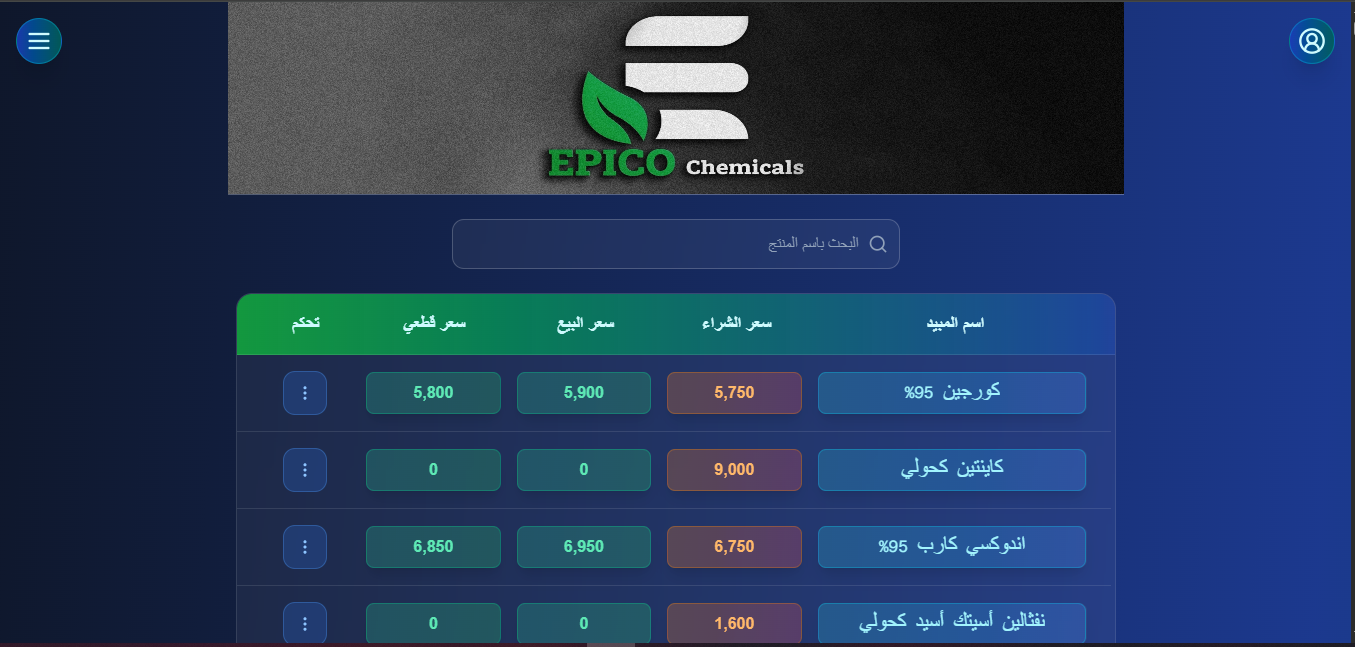 EPICO Chemicals
البحث باسم المنتج
اسم المبيد سعر الشراء سعر البيع سعر قطعي تحكم
كورجين 95% 5,750 5,900 5,800
كاينتين كحولي 9,000 0 0
اندوكسي كارب 95% 6,750 6,950 6,850
نفثالين أسيتك أسيد كحولي 1,600 0 0